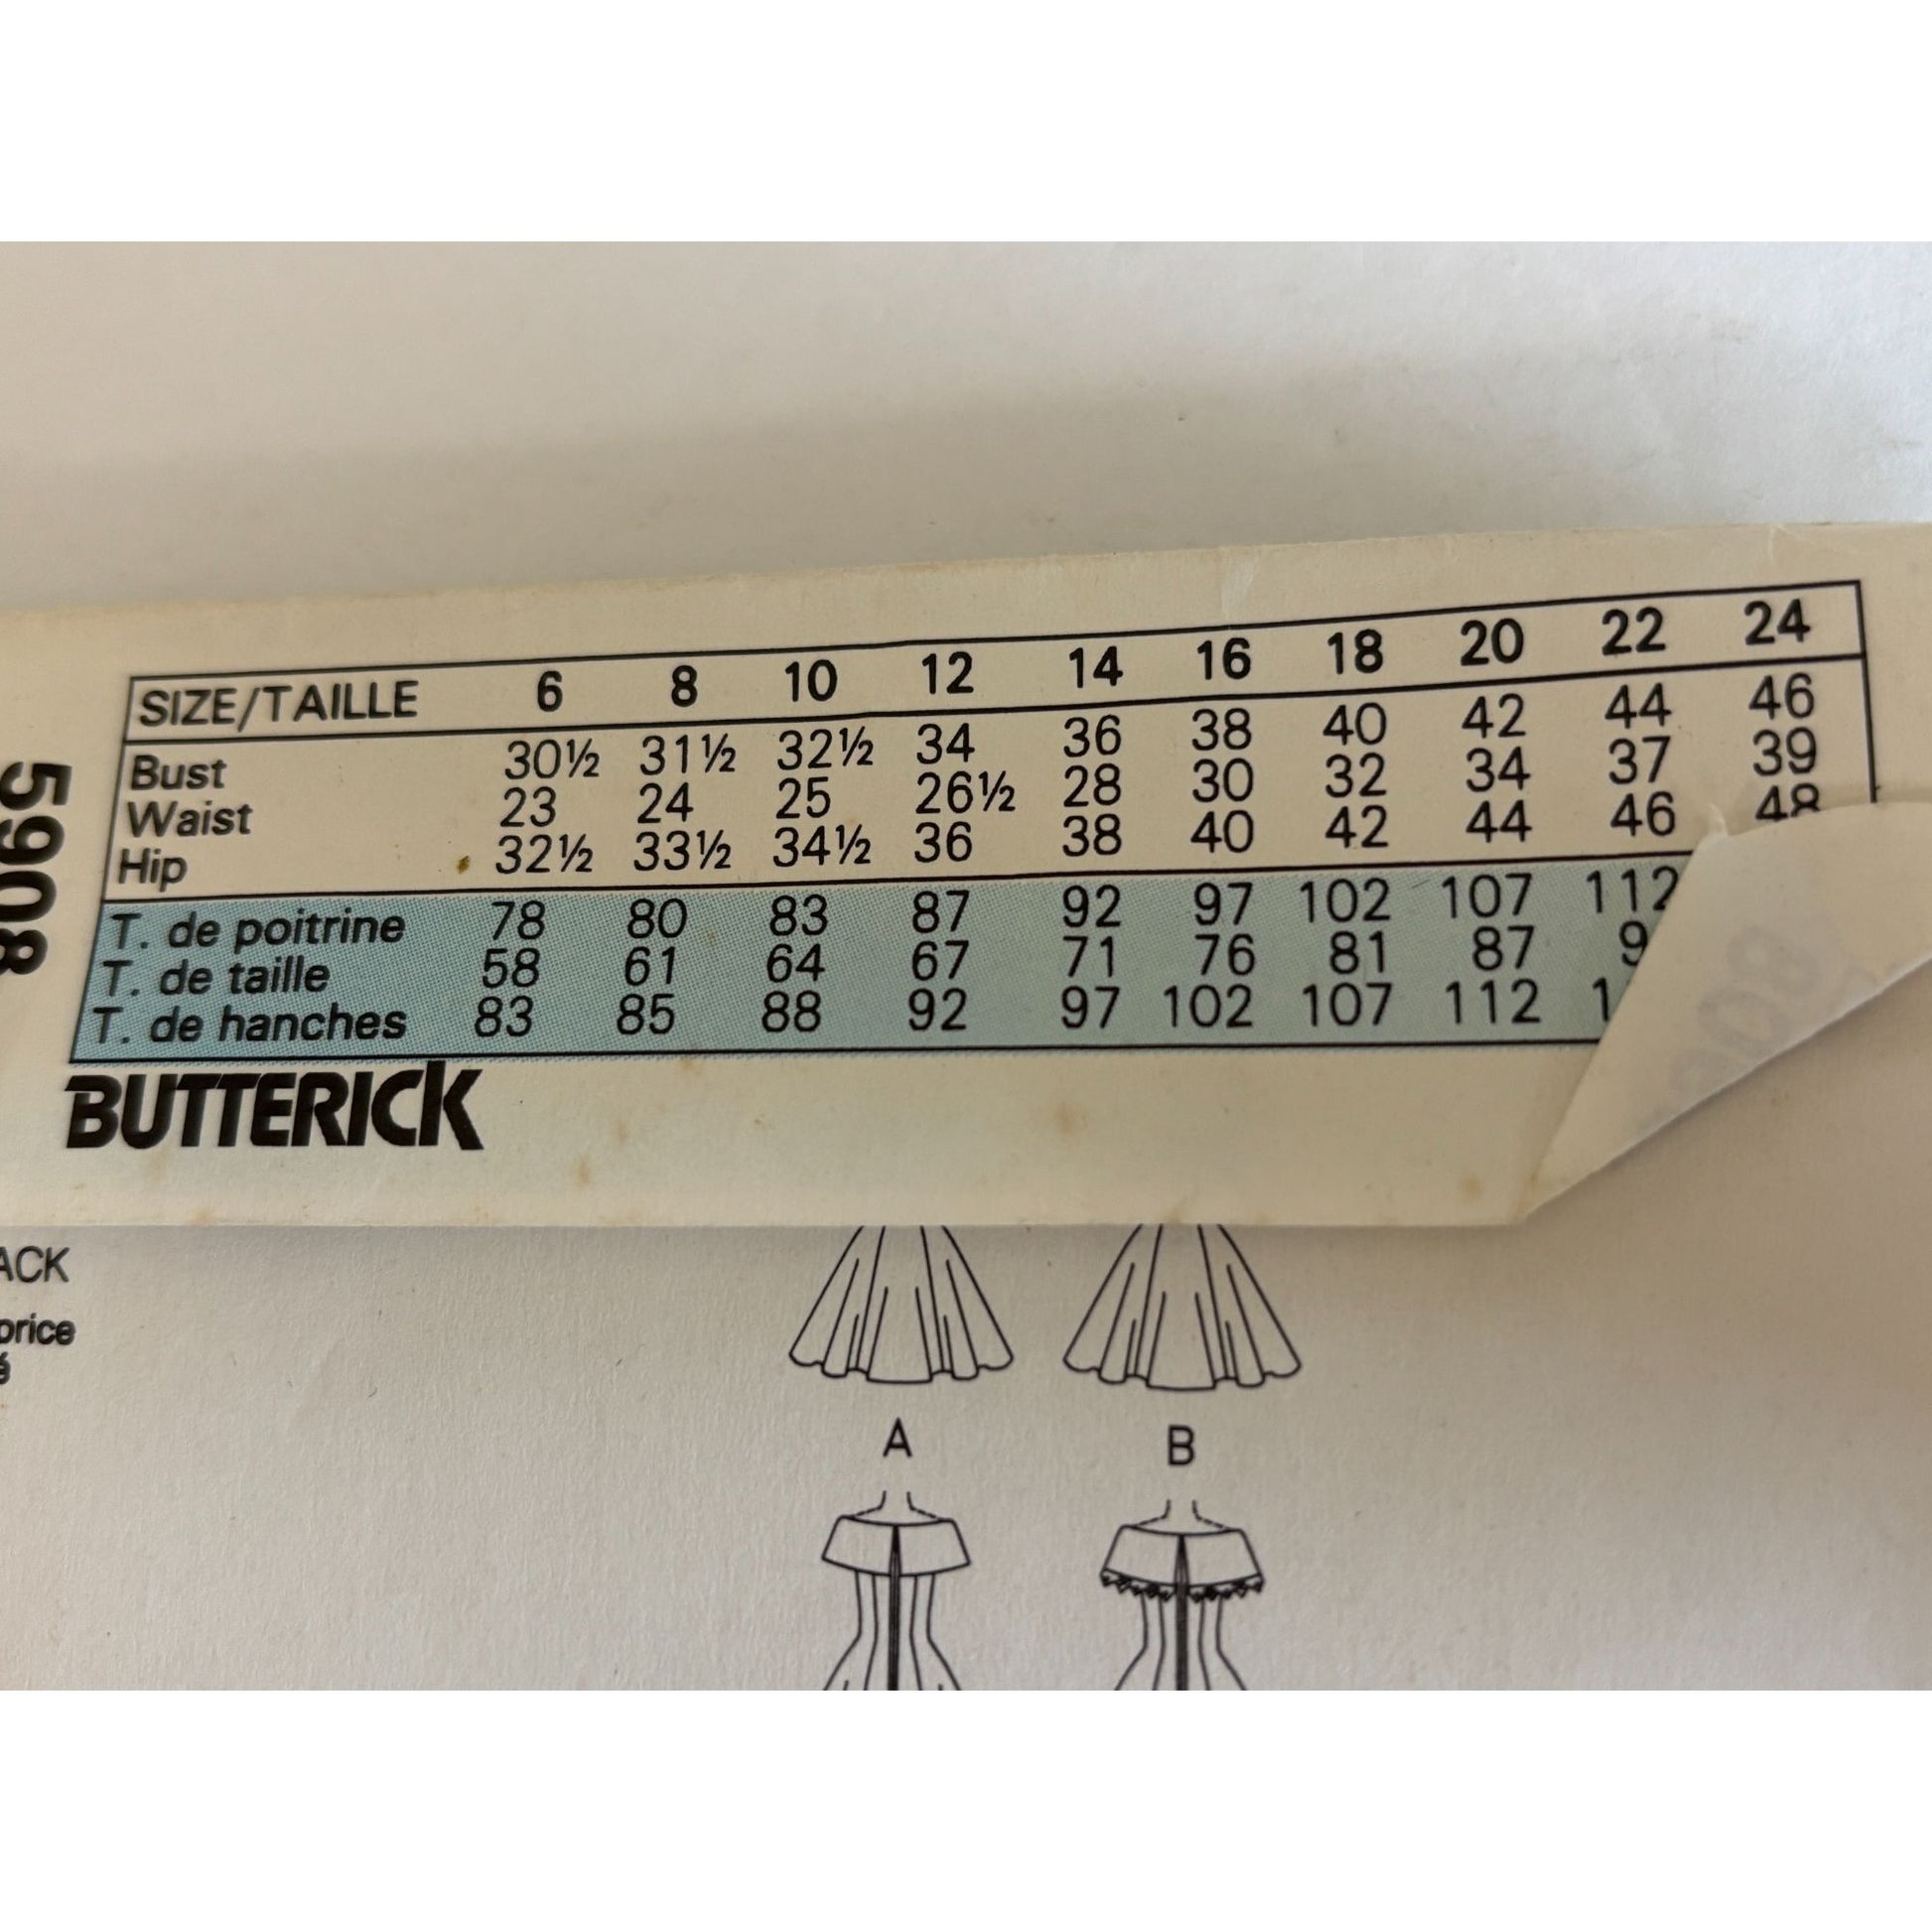 SIZE/TAILLE 6 8 10 12 14 16 18 20 22 24
Bust 30½ 31½ 32½ 34 36 38 40 42 44 46
Waist 23 24 25 26½ 28 30 32 34 37 39
Hip 32½ 33½ 34½ 36 38 40 42 44 46 48
T. de poitrine 78 80 83 87 92 97 102 107 112
T. de taille 58 61 64 67 71 76 81 87
T. de hanches 83 85 88 92 97 102 107 112
BUTTERICK
5908
ACK
price
é
A B